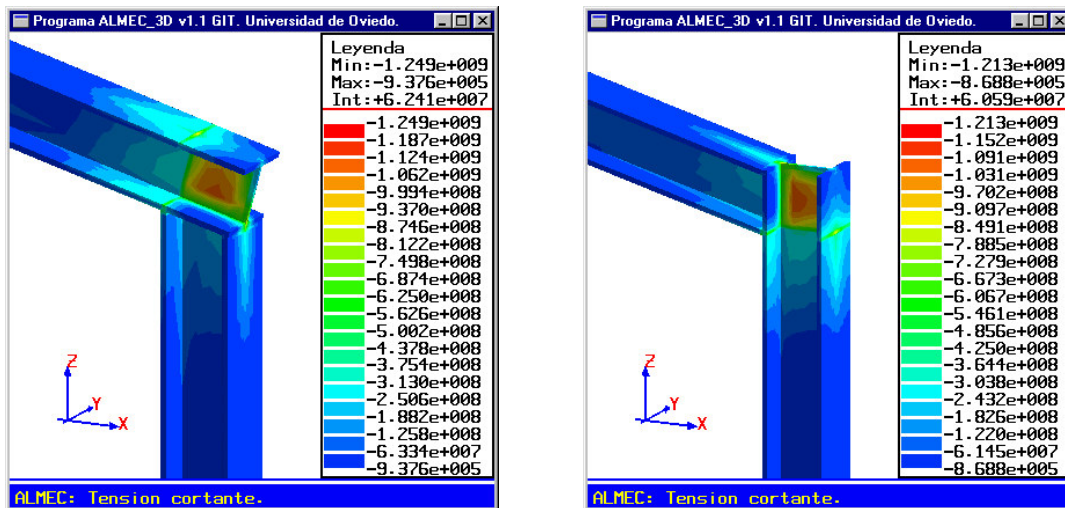 Programa ALMEC_3D v1.1 GIT. Universidad de Oviedo.
Leyenda
Min:-1.249e+009
Max:-9.376e+005
Int:+6.241e+007
-1.249e+009
-1.187e+009
-1.124e+009
-1.062e+009
-9.994e+008
-9.370e+008
-8.746e+008
-8.122e+008
-7.498e+008
-6.874e+008
-6.250e+008
-5.626e+008
-5.002e+008
-4.378e+008
-3.754e+008
-3.130e+008
-2.506e+008
-1.882e+008
-1.258e+008
-6.334e+007
-9.376e+005
Z
Y
X
ALMEC: Tension cortante.
Programa ALMEC_3D v1.1 GIT. Universidad de Oviedo.
Leyenda
Min:-1.213e+009
Max:-8.688e+005
Int:+6.059e+007
-1.213e+009
-1.152e+009
-1.091e+009
-1.031e+009
-9.702e+008
-9.097e+008
-8.491e+008
-7.885e+008
-7.279e+008
-6.673e+008
-6.067e+008
-5.461e+008
-4.856e+008
-4.250e+008
-3.644e+008
-3.038e+008
-2.432e+008
-1.826e+008
-1.220e+008
-6.145e+007
-8.688e+005
Z
Y
X
ALMEC: Tension cortante.